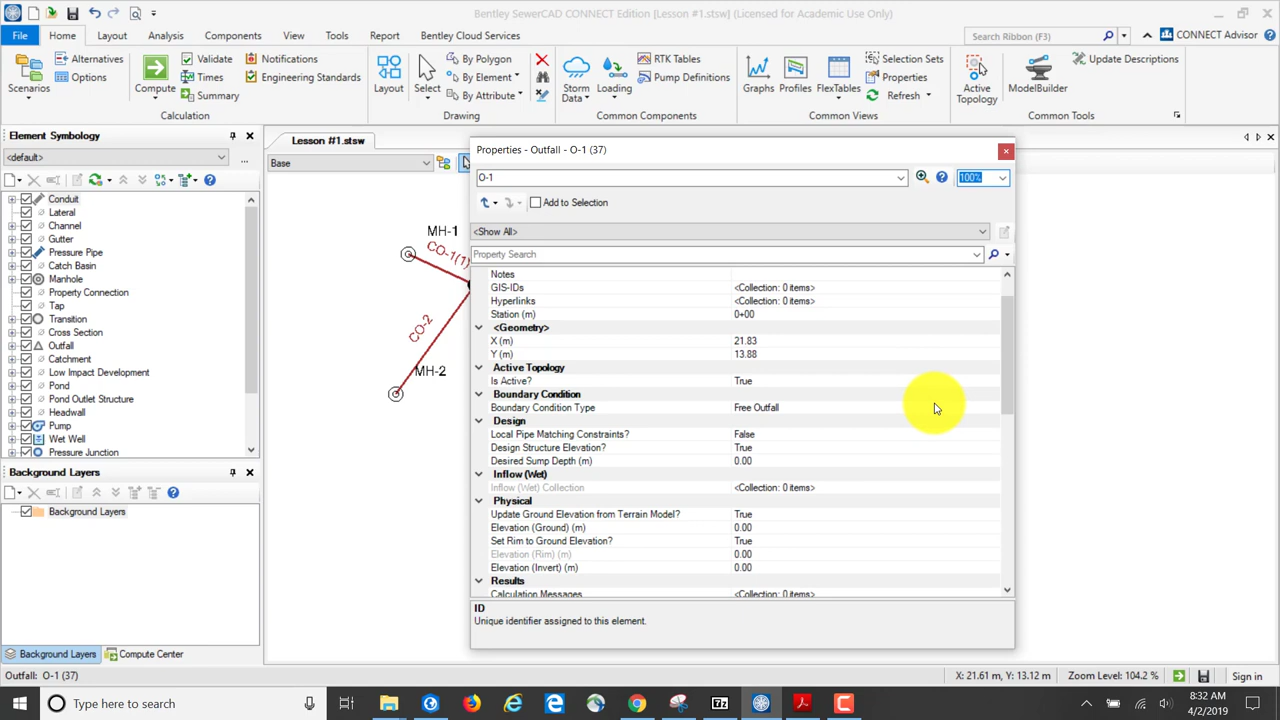 Bentley SewerCAD CONNECT Edition [Lesson #1.stsw] (Licensed for Academic Use Only)
File Home Layout Analysis Components View Tools Report Bentley Cloud Services Search Ribbon (F3) CONNECT Advisor
Scenarios
Alternatives
Options
Compute
Validate
Times
Summary
Notifications
Engineering Standards
Calculation
Layout
Select
By Polygon
By Element
By Attribute
Drawing
Storm Data
Loading
RTK Tables
Pump Definitions
Common Components
Graphs
Profiles
FlexTables
Selection Sets
Properties
Refresh
Common Views
Active Topology
ModelBuilder
Update Descriptions
Common Tools
Element Symbology
<default>
...
Conduit
Lateral
Channel
Gutter
Pressure Pipe
Catch Basin
Manhole
Property Connection
Tap
Transition
Cross Section
Outfall
Catchment
Low Impact Development
Pond
Pond Outlet Structure
Headwall
Pump
Wet Well
Pressure Junction
Background Layers
Background Layers
Background Layers Compute Center
Lesson #1.stsw
Base
MH-1
CO-1(1)
CO-2
MH-2
Properties - Outfall - O-1 (37)
O-1 100%
Add to Selection
<Show All>
Property Search
Notes
GIS-IDs <Collection: 0 items>
Hyperlinks <Collection: 0 items>
Station (m) 0+00
<Geometry>
X (m) 21.83
Y (m) 13.88
Active Topology
Is Active? True
Boundary Condition
Boundary Condition Type Free Outfall
Design
Local Pipe Matching Constraints? False
Design Structure Elevation? True
Desired Sump Depth (m) 0.00
Inflow (Wet)
Inflow (Wet) Collection <Collection: 0 items>
Physical
Update Ground Elevation from Terrain Model? True
Elevation (Ground) (m) 0.00
Set Rim to Ground Elevation? True
Elevation (Rim) (m) 0.00
Elevation (Invert) (m) 0.00
Results
Calculation Messages <Collection: 0 items>
ID
Unique identifier assigned to this element.
Outfall: O-1 (37) X: 21.61 m, Y: 13.12 m Zoom Level: 104.2 % Sign in
Type here to search
8:32 AM
4/2/2019